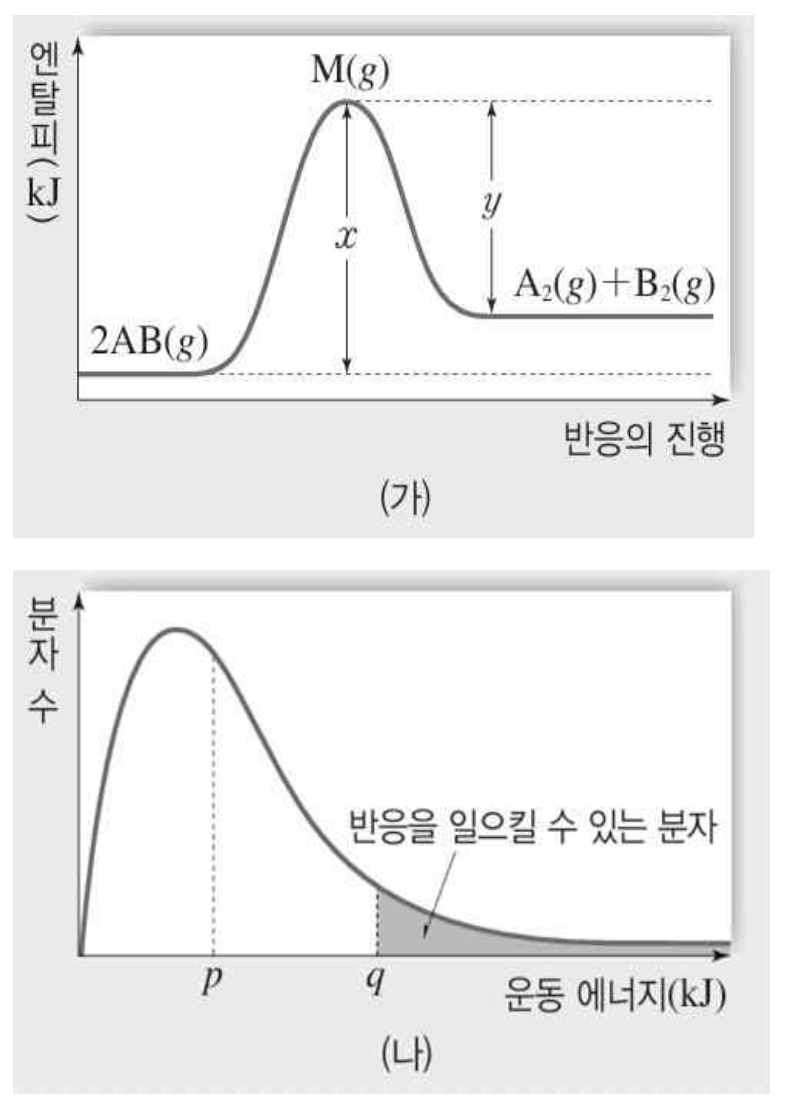 엔탈피(kJ)
M(g)
x
y
A₂(g)+B₂(g)
2AB(g)
반응의 진행
(가)
분자 수
반응을 일으킬 수 있는 분자
p
q
운동 에너지(kJ)
(나)